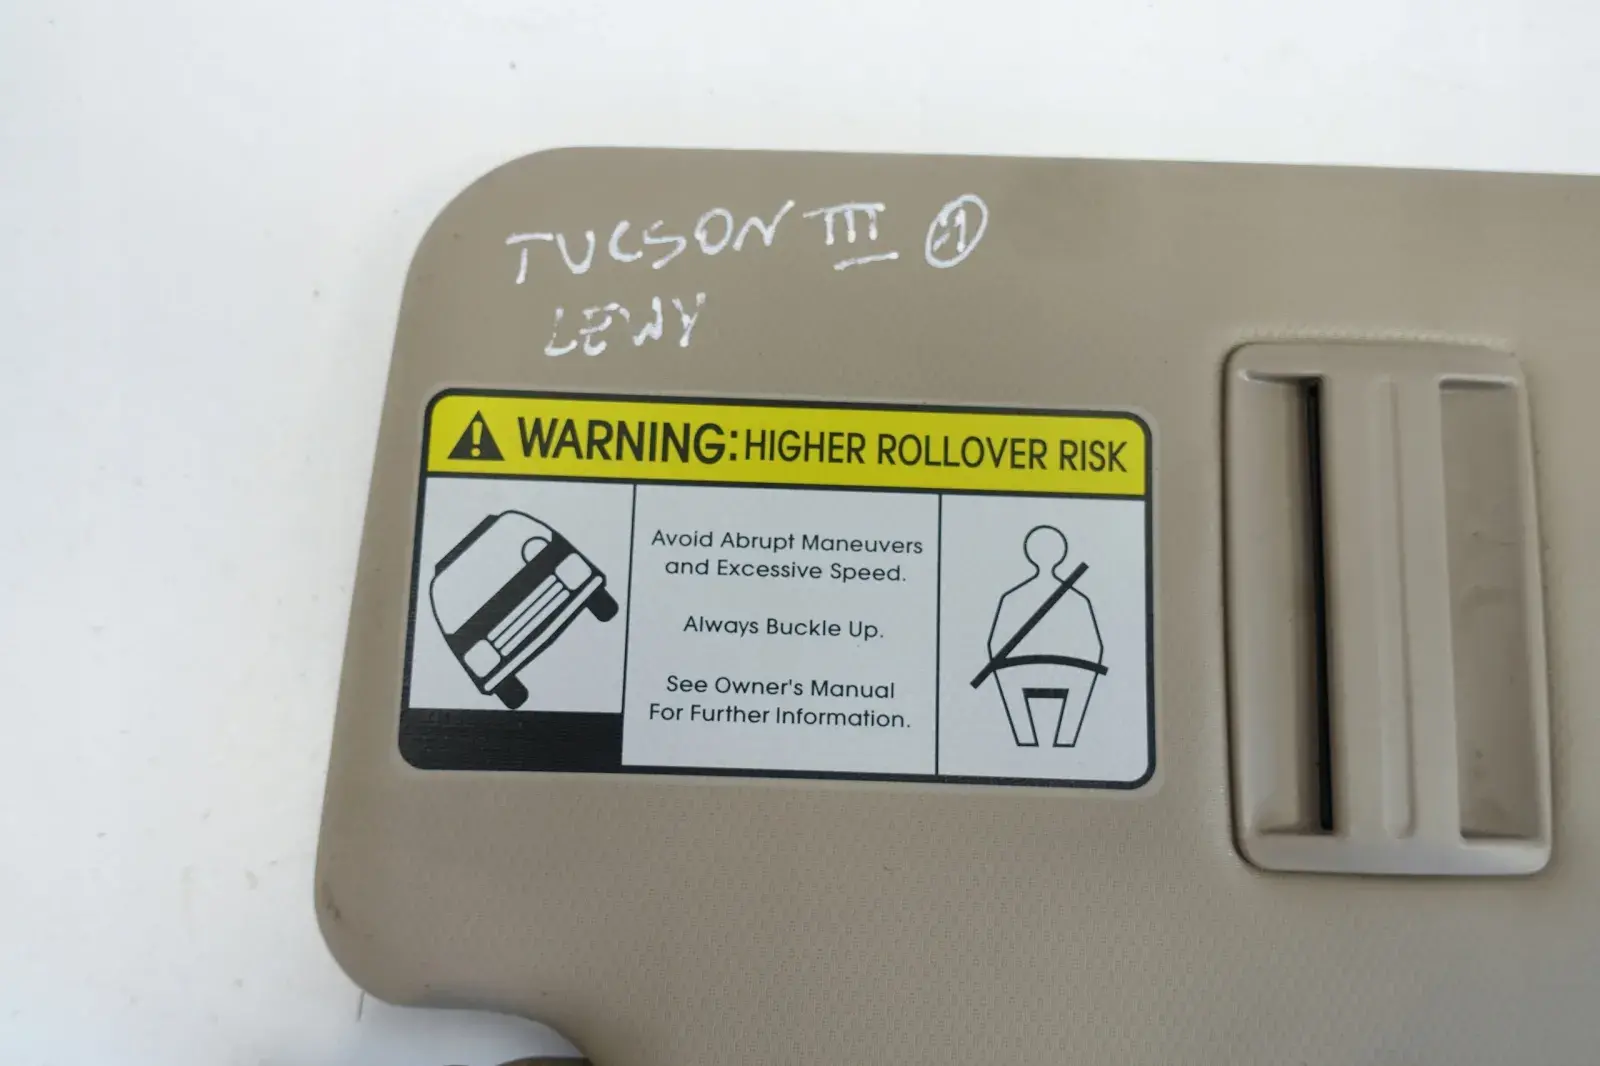 TUCSON III 1
LEWY
WARNING: HIGHER ROLLOVER RISK
Avoid Abrupt Maneuvers
and Excessive Speed.
Always Buckle Up.
See Owner's Manual
For Further Information.